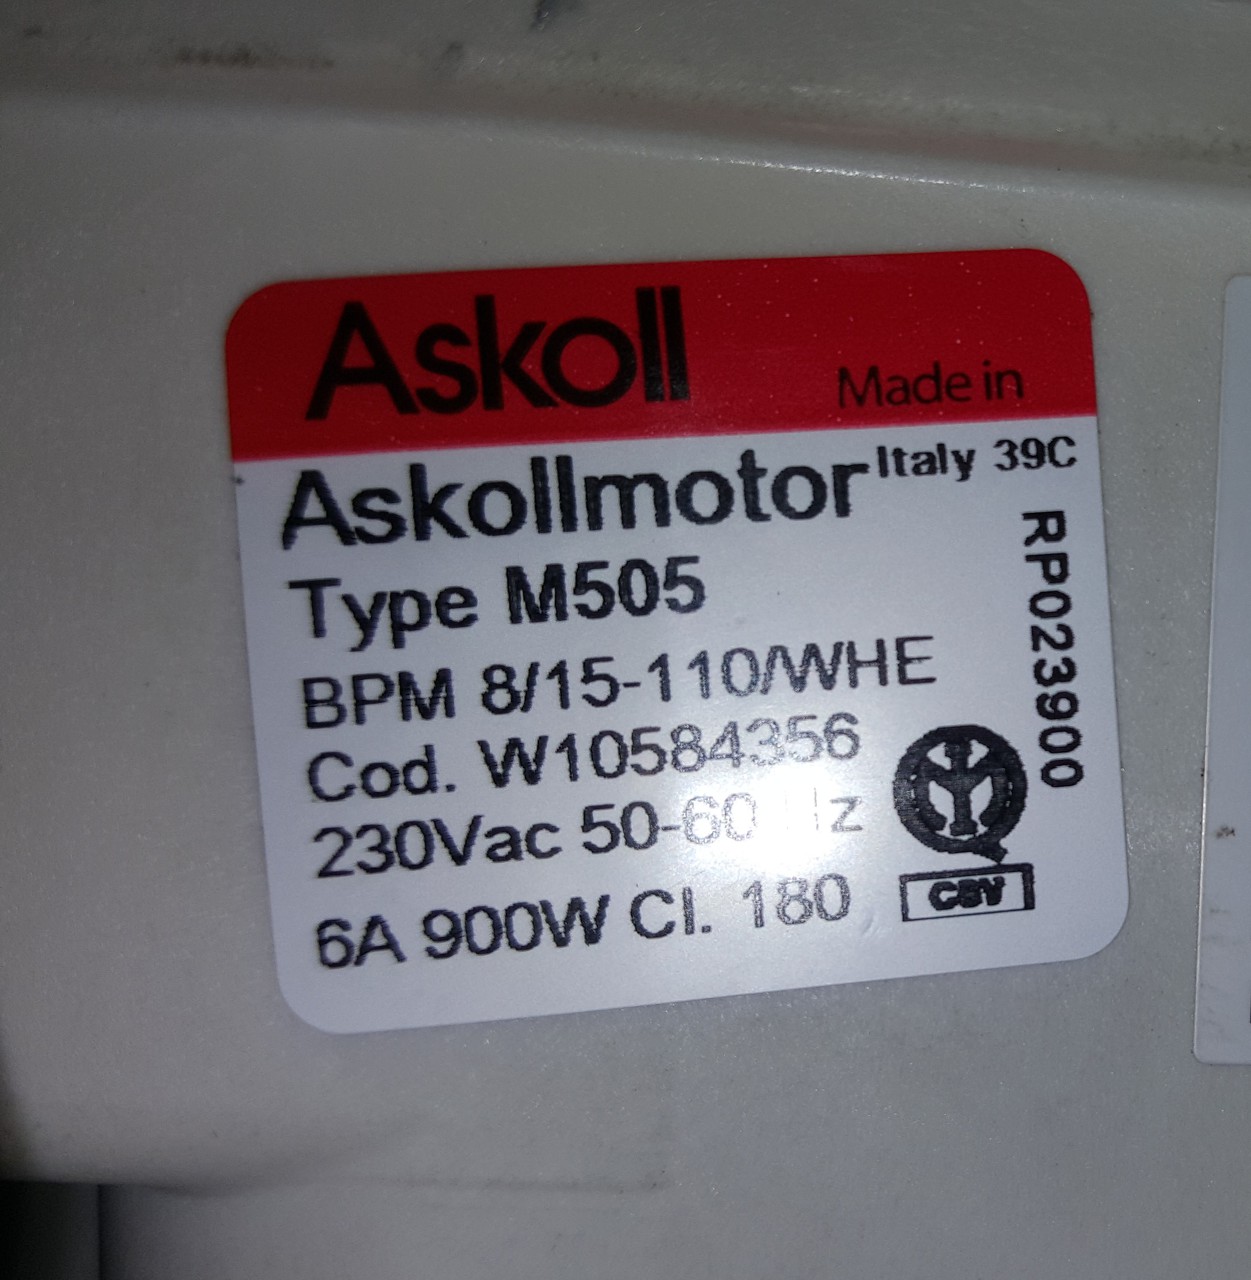 Askoll
Made in
Askollmotor Italy 39C
Type M505
BPM 8/15-110/WHE
Cod. W10584356
230Vac 50-60 Hz
6A 900W Cl. 180
RP023900